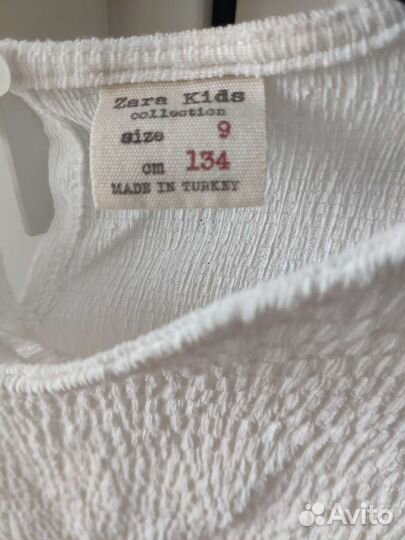 Zara Kids
collection
size 9
cm 134
MADE IN TURKEY
Avito